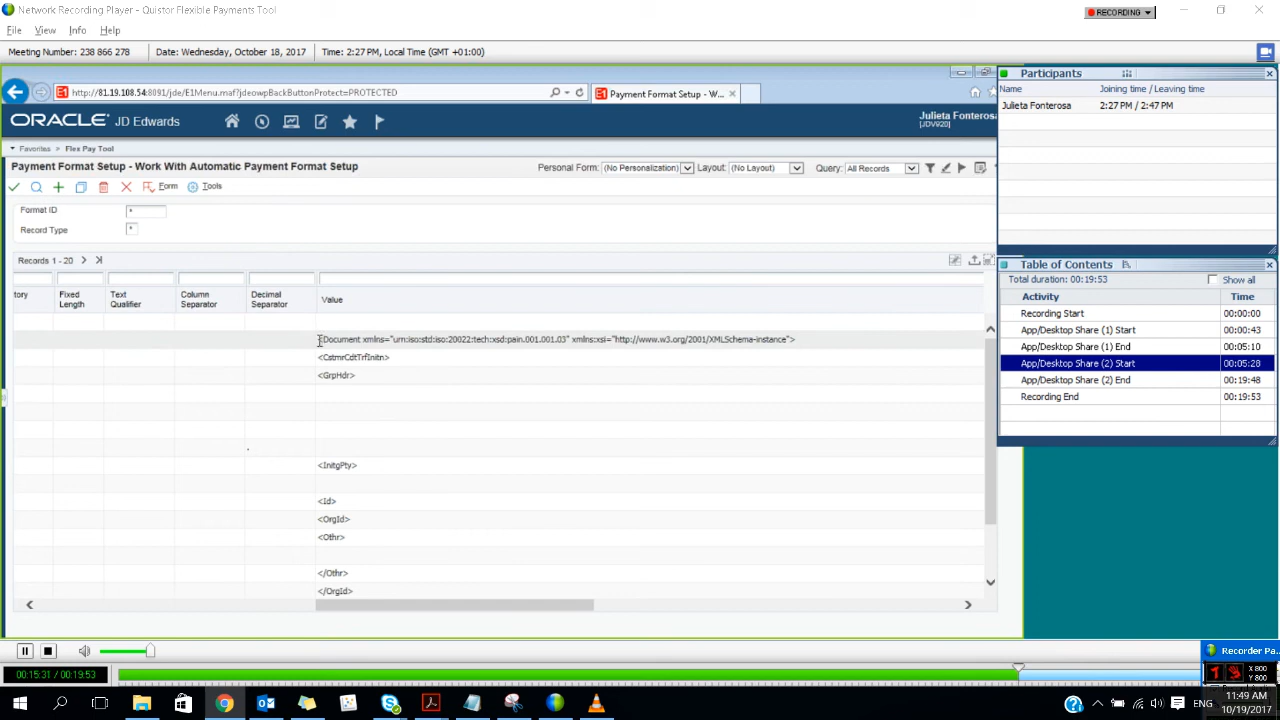 Network Recording Player - Quistor Flexible Payments Tool
RECORDING
File View Info Help
Meeting Number: 238 866 278 Date: Wednesday, October 18, 2017 Time: 2:27 PM, Local Time (GMT +01:00)
http://81.19.108.54:8091/jde/E1Menu.maf?jdeowpBackButtonProtect=PROTECTED
Payment Format Setup - W...
ORACLE JD Edwards
Julieta Fonterosa
[JDV920]
Favorites > Flex Pay Tool
Payment Format Setup - Work With Automatic Payment Format Setup
Personal Form: (No Personalization) Layout: (No Layout) Query: All Records
Form Tools
Format ID *
Record Type *
Records 1 - 20
tory Fixed Length Text Qualifier Column Separator Decimal Separator Value
<Document xmlns="urn:iso:std:iso:20022:tech:xsd:pain.001.001.03" xmlns:xsi="http://www.w3.org/2001/XMLSchema-instance">
<CstmrCdtTrfInitn>
<GrpHdr>
.
<InitgPty>
<Id>
<OrgId>
<Othr>
</Othr>
</OrgId>
Participants
Name Joining time / Leaving time
Julieta Fonterosa 2:27 PM / 2:47 PM
Table of Contents
Total duration: 00:19:53 Show all
Activity Time
Recording Start 00:00:00
App/Desktop Share (1) Start 00:00:43
App/Desktop Share (1) End 00:05:10
App/Desktop Share (2) Start 00:05:28
App/Desktop Share (2) End 00:19:48
Recording End 00:19:53
00:15:31 / 00:19:53
Recorder Pa...
X 800
X 800
ENG
11:49 AM
10/19/2017